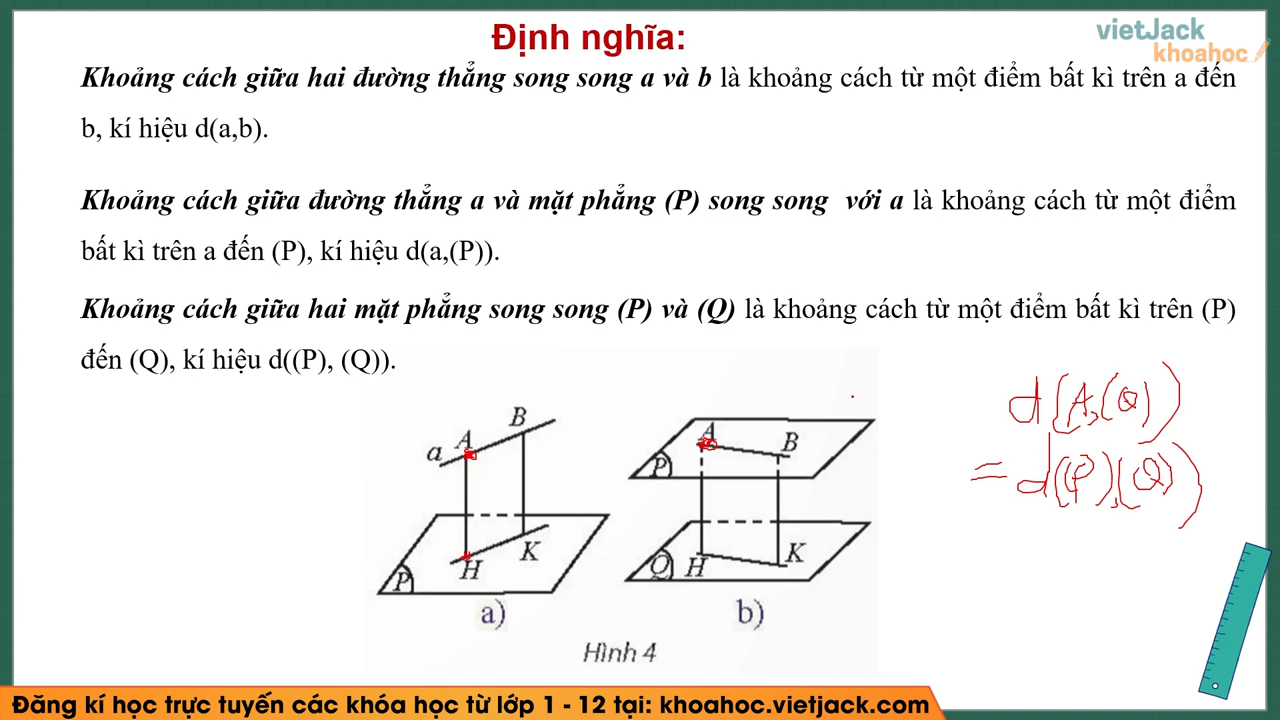 Định nghĩa:
vietJack
khoahoc
Khoảng cách giữa hai đường thẳng song song a và b là khoảng cách từ một điểm bất kì trên a đến
b, kí hiệu d(a,b).
Khoảng cách giữa đường thẳng a và mặt phẳng (P) song song với a là khoảng cách từ một điểm
bất kì trên a đến (P), kí hiệu d(a,(P)).
Khoảng cách giữa hai mặt phẳng song song (P) và (Q) là khoảng cách từ một điểm bất kì trên (P)
đến (Q), kí hiệu d((P), (Q)).
a A B
H K
P
a)
A B
P
H K
Q
b)
Hình 4
d(A,(Q))
= d((P),(Q))
Đăng kí học trực tuyến các khóa học từ lớp 1 - 12 tại: khoahoc.vietjack.com